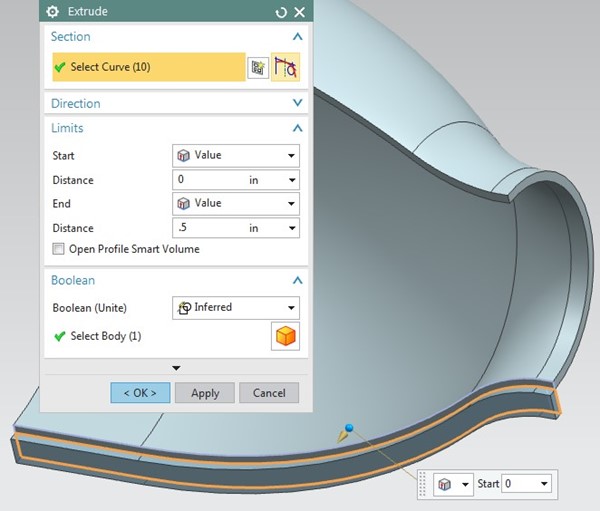 Extrude
Section
Select Curve (10)
Direction
Limits
Start Value
Distance 0 in
End Value
Distance .5 in
Open Profile Smart Volume
Boolean
Boolean (Unite) Inferred
Select Body (1)
< OK > Apply Cancel
Start 0